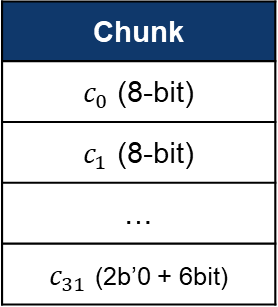 Chunk
c₀ (8-bit)
c₁ (8-bit)
…
c₃₁ (2b’0 + 6bit)